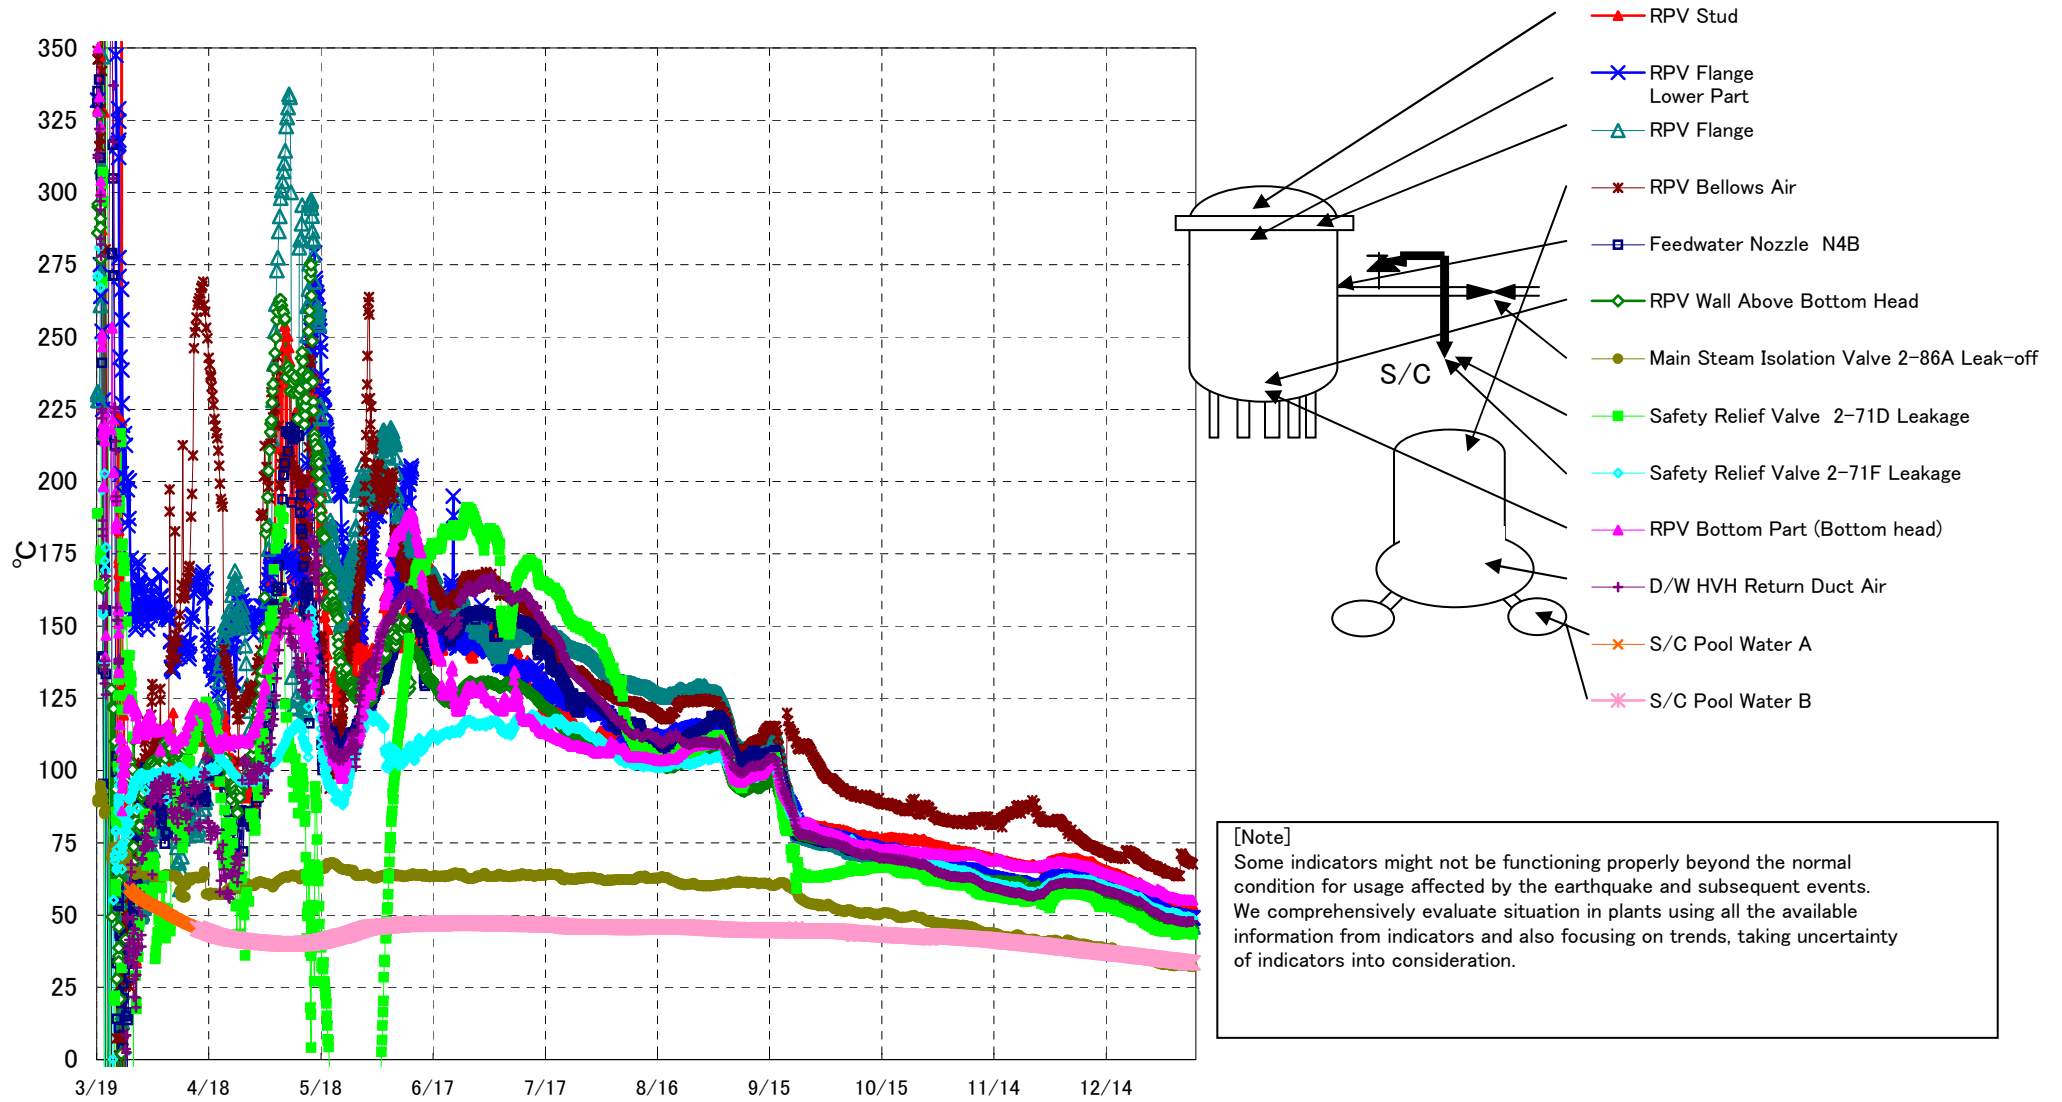 350
325
300
275
250
225
200
175
150
125
100
75
50
25
0
℃
3/19
4/18
5/18
6/17
7/17
8/16
9/15
10/15
11/14
12/14
RPV Stud
RPV Flange
Lower Part
RPV Flange
RPV Bellows Air
Feedwater Nozzle N4B
RPV Wall Above Bottom Head
Main Steam Isolation Valve 2-86A Leak-off
Safety Relief Valve 2-71D Leakage
Safety Relief Valve 2-71F Leakage
RPV Bottom Part (Bottom head)
D/W HVH Return Duct Air
S/C Pool Water A
S/C Pool Water B
S/C
[Note]
Some indicators might not be functioning properly beyond the normal
condition for usage affected by the earthquake and subsequent events.
We comprehensively evaluate situation in plants using all the available
information from indicators and also focusing on trends, taking uncertainty
of indicators into consideration.